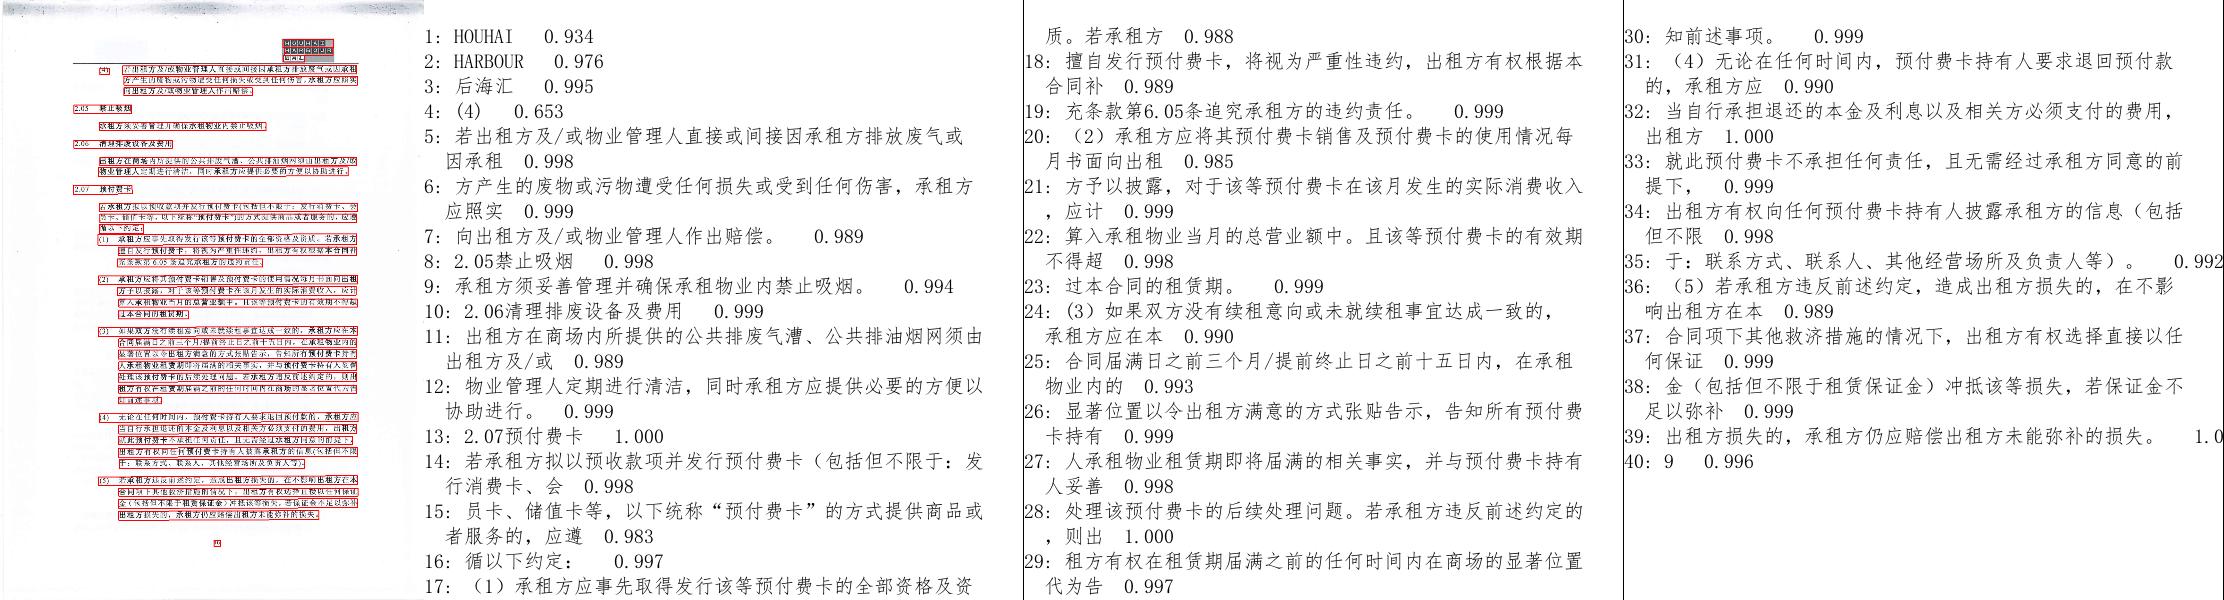 1: HOUHAI 0.934
2: HARBOUR 0.976
3: 后海汇 0.995
4: (4) 0.653
5: 若出租方及/或物业管理人直接或间接因承租方排放废气或
因承租 0.998
6: 方产生的废物或污物遭受任何损失或受到任何伤害，承租方
应照实 0.999
7: 向出租方及/或物业管理人作出赔偿。 0.989
8: 2.05禁止吸烟 0.998
9: 承租方须妥善管理并确保承租物业内禁止吸烟。 0.994
10: 2.06清理排废设备及费用 0.999
11: 出租方在商场内所提供的公共排废气漕、公共排油烟网须由
出租方及/或 0.989
12: 物业管理人定期进行清洁，同时承租方应提供必要的方便以
协助进行。 0.999
13: 2.07预付费卡 1.000
14: 若承租方拟以预收款项并发行预付费卡（包括但不限于：发
行消费卡、会 0.998
15: 员卡、储值卡等，以下统称“预付费卡”的方式提供商品或
者服务的，应遵 0.983
16: 循以下约定： 0.997
17: （1）承租方应事先取得发行该等预付费卡的全部资格及资
质。若承租方 0.988
18: 擅自发行预付费卡，将视为严重性违约，出租方有权根据本
合同补 0.989
19: 充条款第6.05条追究承租方的违约责任。 0.999
20: （2）承租方应将其预付费卡销售及预付费卡的使用情况每
月书面向出租 0.985
21: 方予以披露，对于该等预付费卡在该月发生的实际消费收入
，应计 0.999
22: 算入承租物业当月的总营业额中。且该等预付费卡的有效期
不得超 0.998
23: 过本合同的租赁期。 0.999
24: (3)如果双方没有续租意向或未就续租事宜达成一致的，
承租方应在本 0.990
25: 合同届满日之前三个月/提前终止日之前十五日内，在承租
物业内的 0.993
26: 显著位置以令出租方满意的方式张贴告示，告知所有预付费
卡持有 0.999
27: 人承租物业租赁期即将届满的相关事实，并与预付费卡持有
人妥善 0.998
28: 处理该预付费卡的后续处理问题。若承租方违反前述约定的
，则出 1.000
29: 租方有权在租赁期届满之前的任何时间内在商场的显著位置
代为告 0.997
30: 知前述事项。 0.999
31: （4）无论在任何时间内，预付费卡持有人要求退回预付款
的，承租方应 0.990
32: 当自行承担退还的本金及利息以及相关方必须支付的费用，
出租方 1.000
33: 就此预付费卡不承担任何责任，且无需经过承租方同意的前
提下， 0.999
34: 出租方有权向任何预付费卡持有人披露承租方的信息（包括
但不限 0.998
35: 于：联系方式、联系人、其他经营场所及负责人等）。 0.992
36: （5）若承租方违反前述约定，造成出租方损失的，在不影
响出租方在本 0.989
37: 合同项下其他救济措施的情况下，出租方有权选择直接以任
何保证 0.999
38: 金（包括但不限于租赁保证金）冲抵该等损失，若保证金不
足以弥补 0.999
39: 出租方损失的，承租方仍应赔偿出租方未能弥补的损失。 1.0
40: 9 0.996